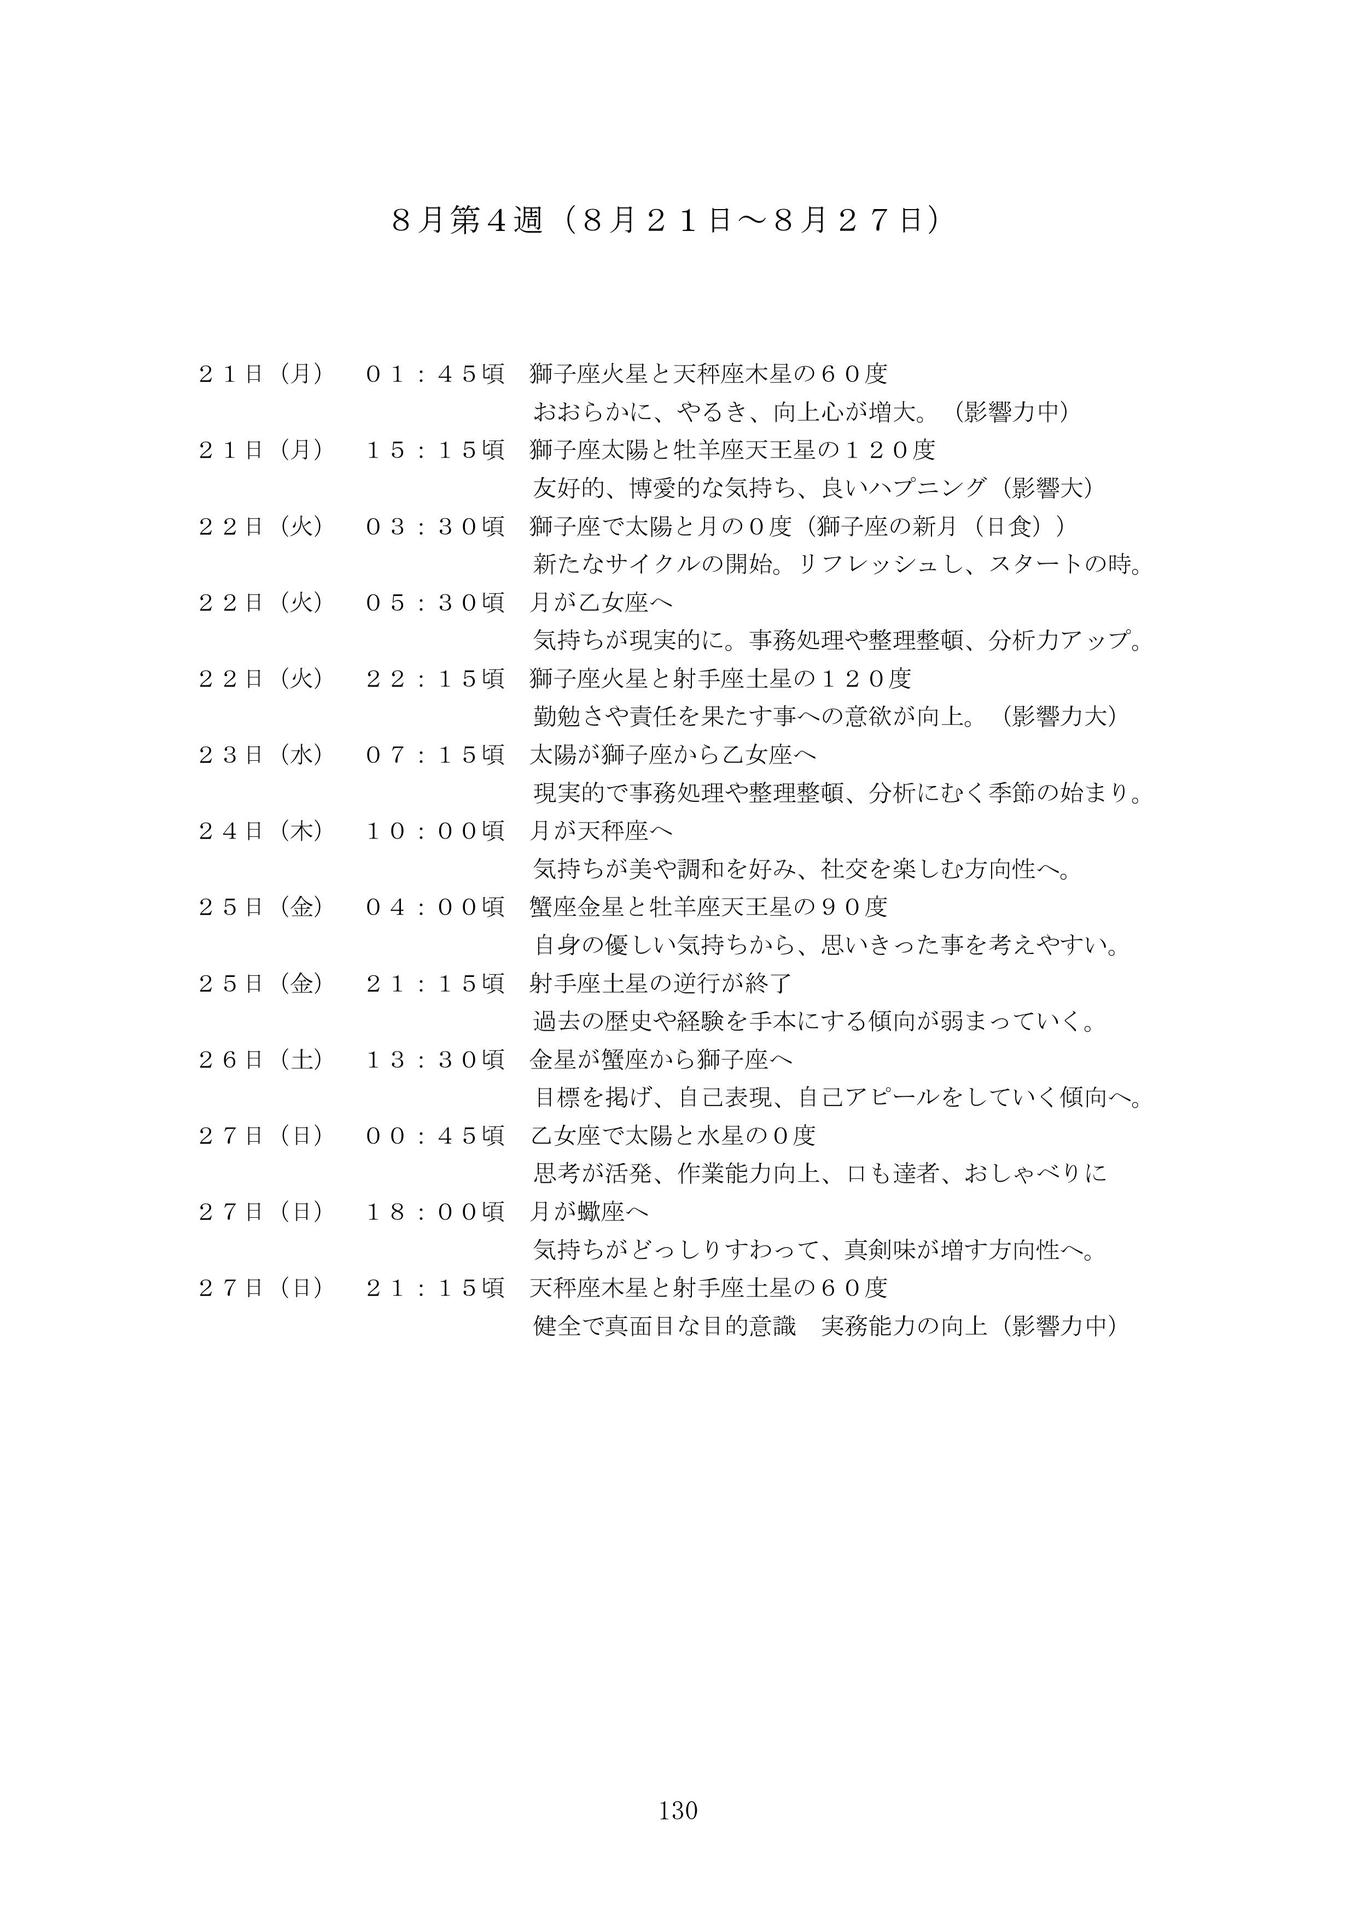 ８月第４週（８月２１日～８月２７日）
２１日（月）　０１：４５頃　獅子座火星と天秤座木星の６０度
おおらかに、やるき、向上心が増大。（影響力中）
２１日（月）　１５：１５頃　獅子座太陽と牡羊座天王星の１２０度
友好的、博愛的な気持ち、良いハプニング（影響大）
２２日（火）　０３：３０頃　獅子座で太陽と月の０度（獅子座の新月（日食））
新たなサイクルの開始。リフレッシュし、スタートの時。
２２日（火）　０５：３０頃　月が乙女座へ
気持ちが現実的に。事務処理や整理整頓、分析力アップ。
２２日（火）　２２：１５頃　獅子座火星と射手座土星の１２０度
勤勉さや責任を果たす事への意欲が向上。（影響力大）
２３日（水）　０７：１５頃　太陽が獅子座から乙女座へ
現実的で事務処理や整理整頓、分析にむく季節の始まり。
２４日（木）　１０：００頃　月が天秤座へ
気持ちが美や調和を好み、社交を楽しむ方向性へ。
２５日（金）　０４：００頃　蟹座金星と牡羊座天王星の９０度
自身の優しい気持ちから、思いきった事を考えやすい。
２５日（金）　２１：１５頃　射手座土星の逆行が終了
過去の歴史や経験を手本にする傾向が弱まっていく。
２６日（土）　１３：３０頃　金星が蟹座から獅子座へ
目標を掲げ、自己表現、自己アピールをしていく傾向へ。
２７日（日）　００：４５頃　乙女座で太陽と水星の０度
思考が活発、作業能力向上、口も達者、おしゃべりに
２７日（日）　１８：００頃　月が蠍座へ
気持ちがどっしりすわって、真剣味が増す方向性へ。
２７日（日）　２１：１５頃　天秤座木星と射手座土星の６０度
健全で真面目な目的意識　実務能力の向上（影響力中）
130